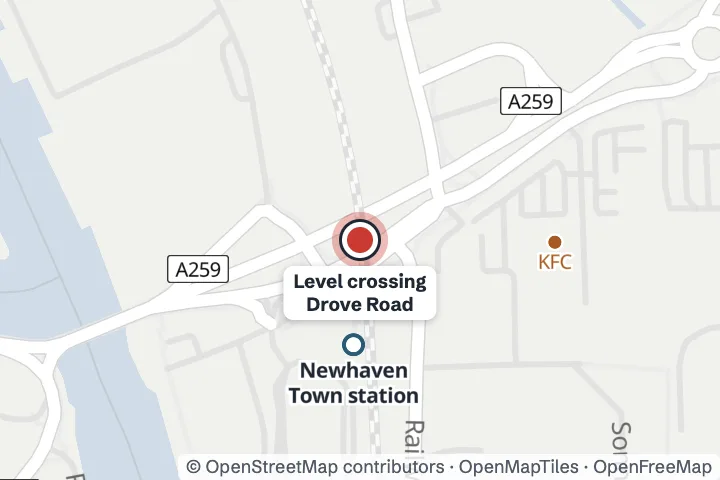 A259
A259
KFC
Level crossing
Drove Road
Newhaven
Town station
© OpenStreetMap contributors · OpenMapTiles · OpenFreeMap